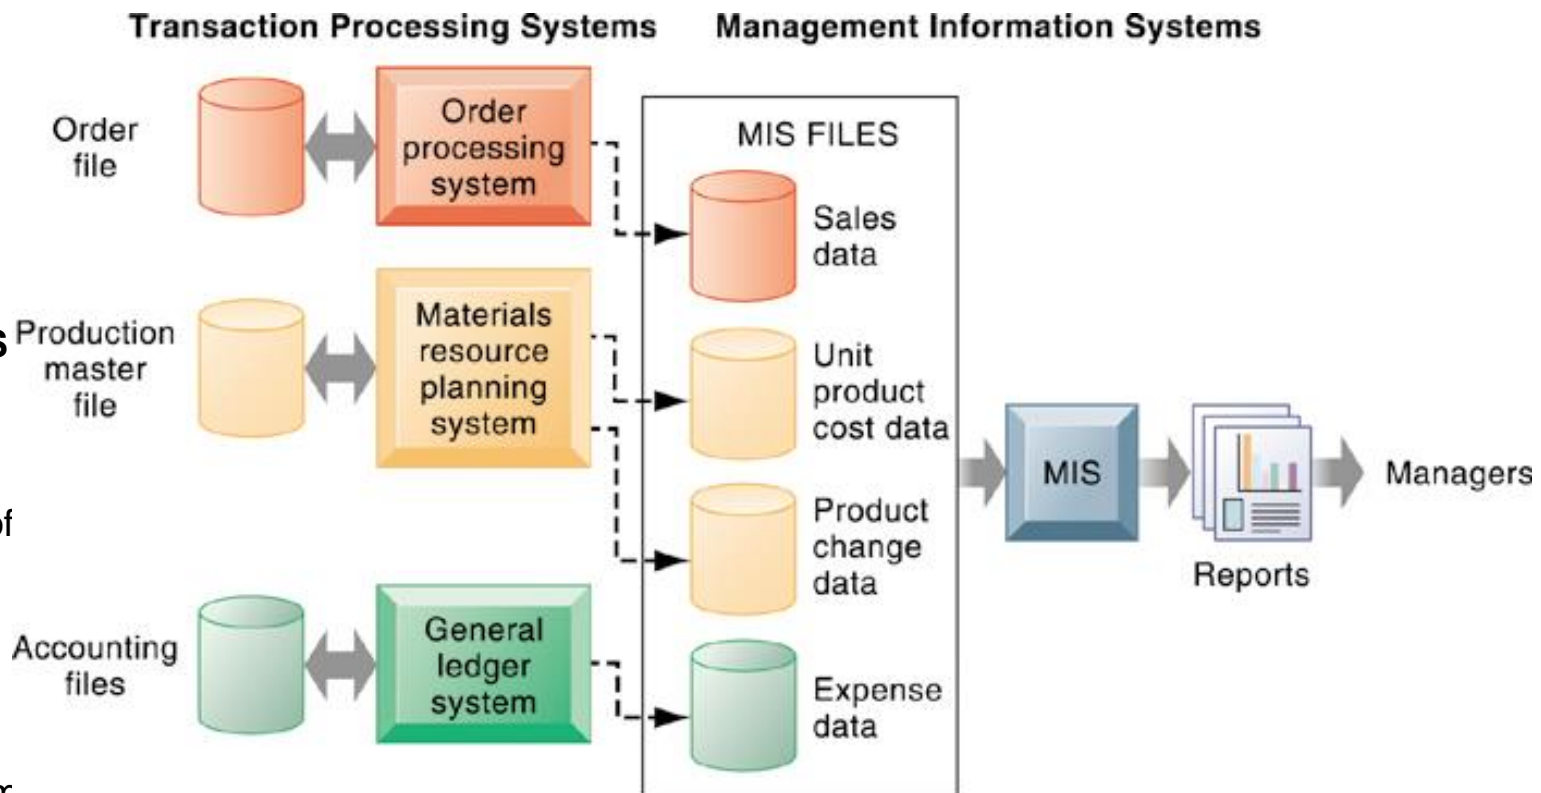 Transaction Processing Systems
Management Information Systems
Order
file
Order
processing
system
MIS FILES
Sales
data
s
Production
master
file
Materials
resource
planning
system
Unit
product
cost data
Product
change
data
MIS
Reports
Managers
of
Accounting
files
General
ledger
system
Expense
data